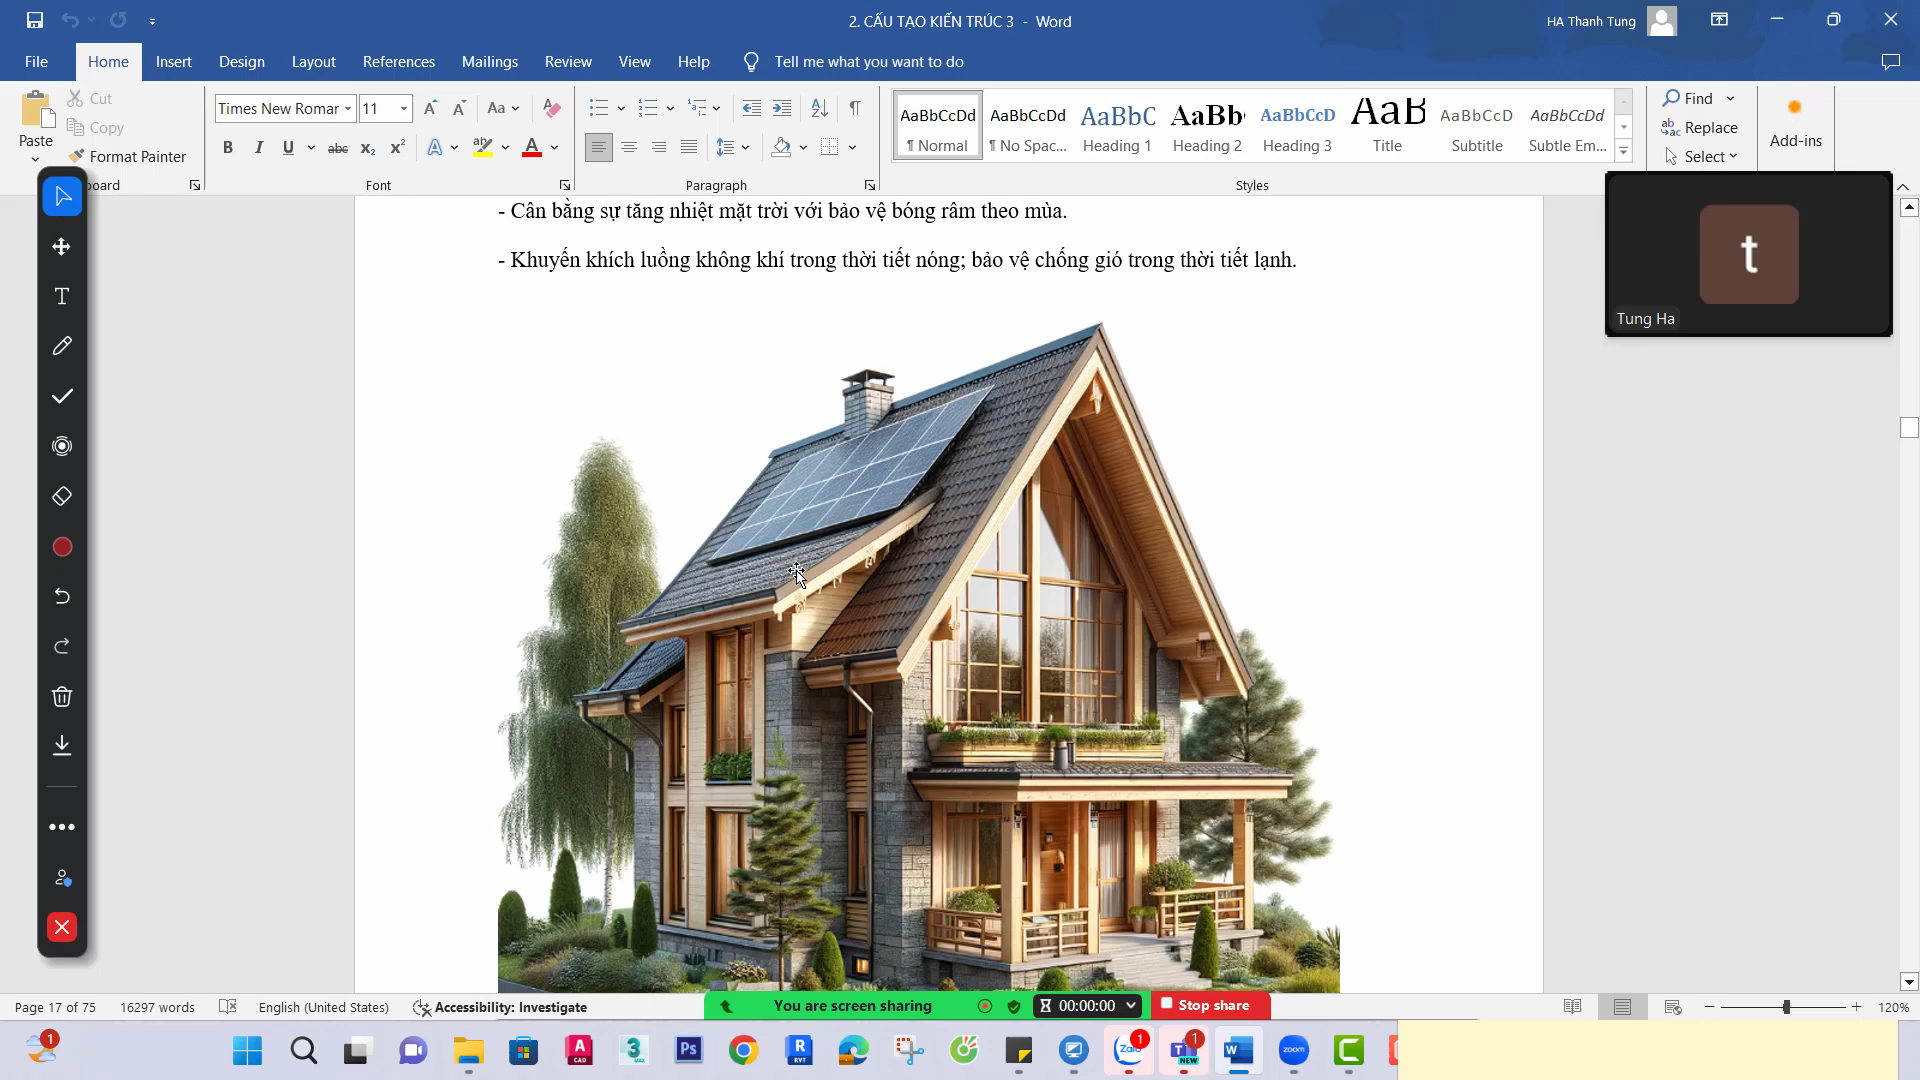 2. CẤU TẠO KIẾN TRÚC 3 - Word
HA Thanh Tung
File Home Insert Design Layout References Mailings Review View Help Tell me what you want to do
Paste
Cut
Copy
Format Painter
board
Times New Romar 11
Font
Paragraph
AaBbCcDd AaBbCcDd AaBbC AaBb AaBbCcD AaB AaBbCcD AaBbCcDd
¶ Normal ¶ No Spac... Heading 1 Heading 2 Heading 3 Title Subtitle Subtle Em...
Styles
Find
Replace
Select
Add-ins
t
Tung Ha
- Cân bằng sự tăng nhiệt mặt trời với bảo vệ bóng râm theo mùa.
- Khuyến khích luồng không khí trong thời tiết nóng; bảo vệ chống gió trong thời tiết lạnh.
Page 17 of 75 16297 words English (United States) Accessibility: Investigate
You are screen sharing 00:00:00 Stop share
120%